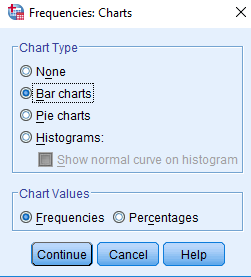 Frequencies: Charts
Chart Type
None
Bar charts
Pie charts
Histograms:
Show normal curve on histogram
Chart Values
Frequencies Percentages
Continue Cancel Help